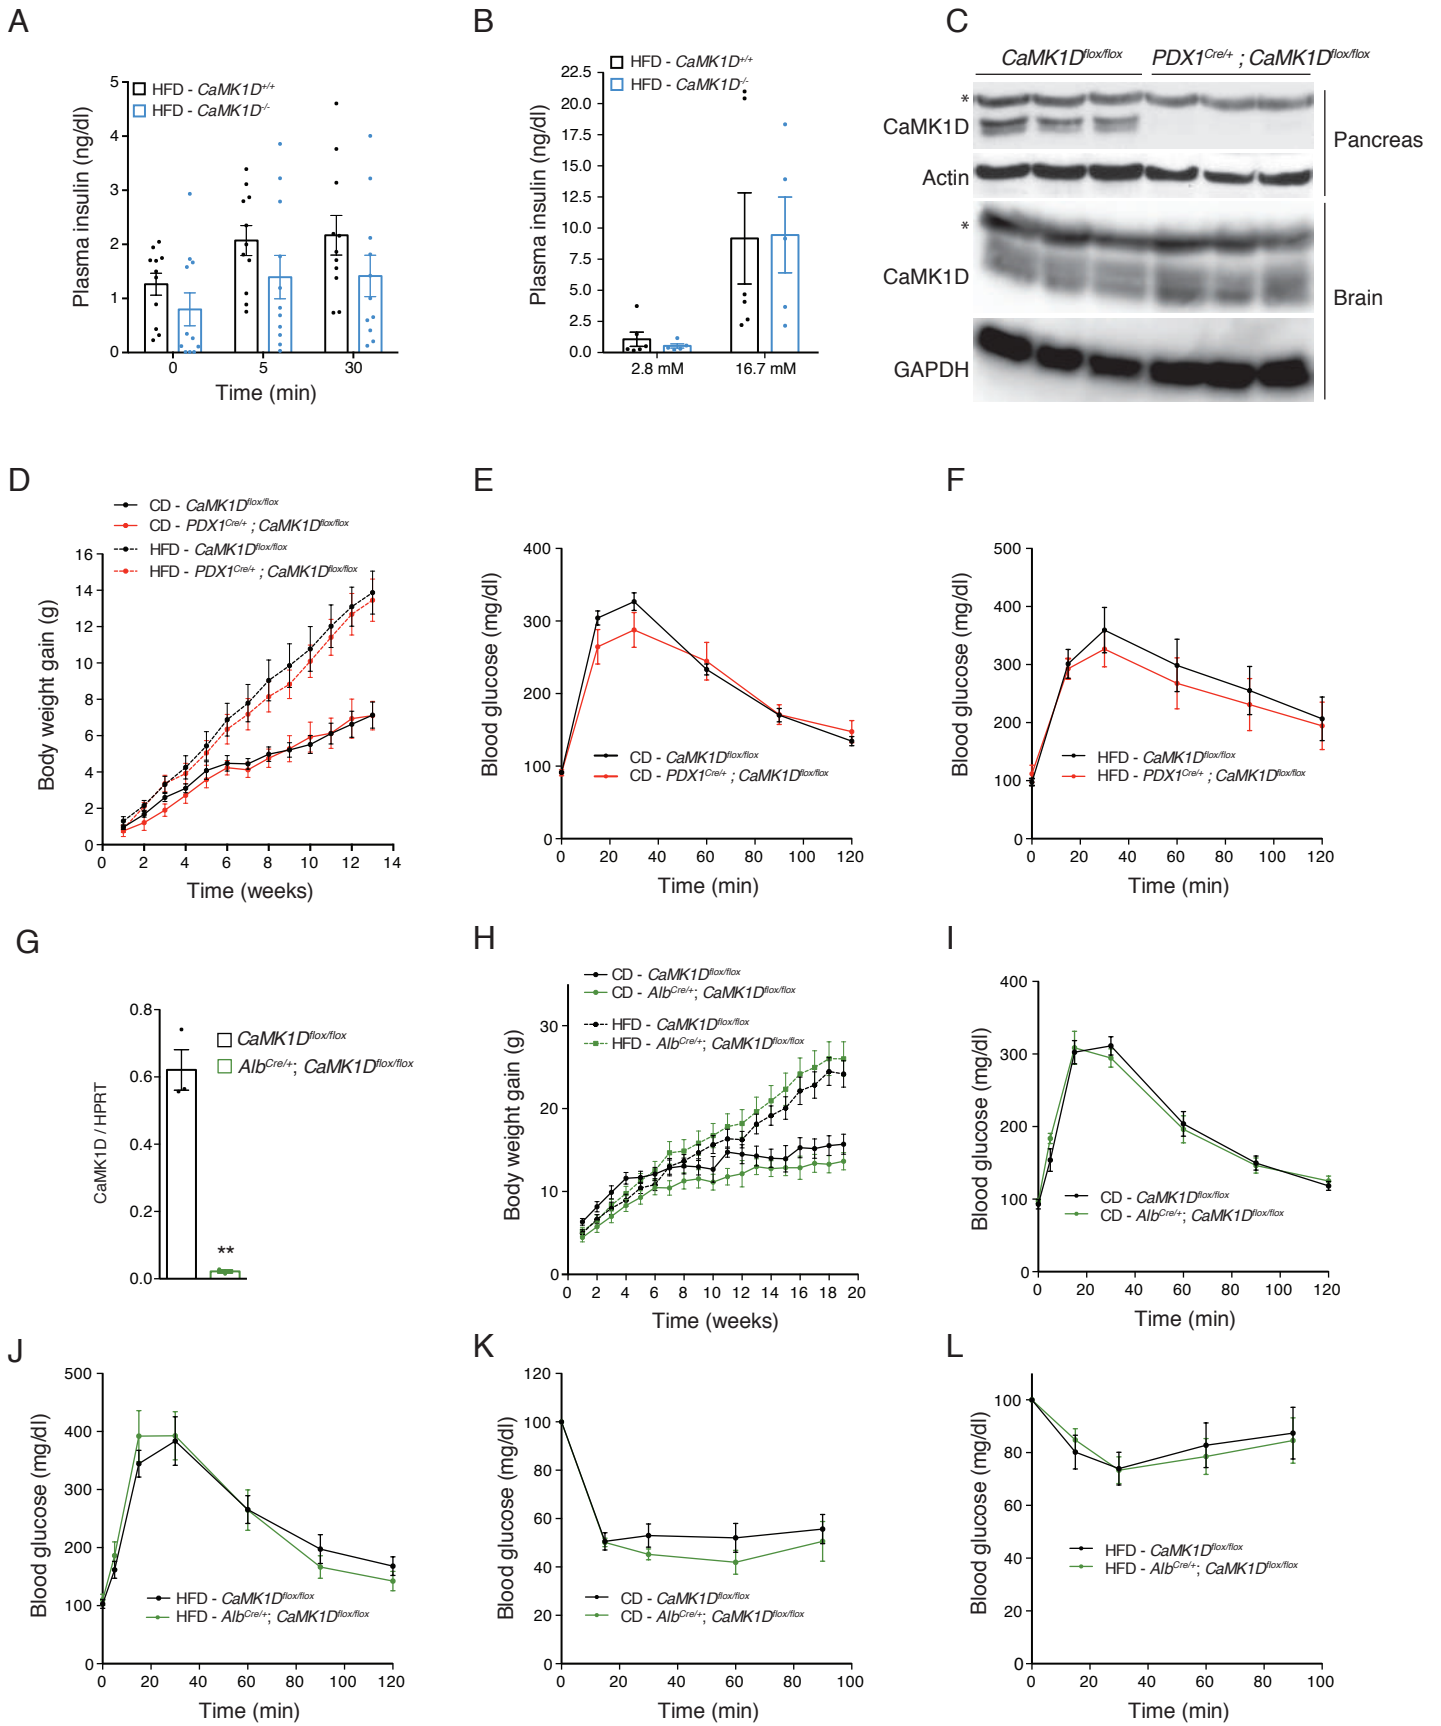 A
HFD - CaMK1D+/+
HFD - CaMK1D-/-
Plasma insulin (ng/dl)
5
4
3
2
1
0
0 5 30
Time (min)
B
HFD - CaMK1D+/+
HFD - CaMK1D-/-
Plasma insulin (ng/dl)
22.5
20.0
17.5
15.0
12.5
10.0
7.5
5.0
2.5
0.0
2.8 mM 16.7 mM
C
CaMK1Dflox/flox PDX1Cre/+ ; CaMK1Dflox/flox
*
CaMK1D
Actin
Pancreas
*
CaMK1D
GAPDH
Brain
D
CD - CaMK1Dflox/flox
CD - PDX1Cre/+ ; CaMK1Dflox/flox
HFD - CaMK1Dflox/flox
HFD - PDX1Cre/+ ; CaMK1Dflox/flox
Body weight gain (g)
16
14
12
10
8
6
4
2
0
0 2 4 6 8 10 12 14
Time (weeks)
E
Blood glucose (mg/dl)
400
300
200
100
0
CD - CaMK1Dflox/flox
CD - PDX1Cre/+ ; CaMK1Dflox/flox
0 20 40 60 80 100 120
Time (min)
F
Blood glucose (mg/dl)
500
400
300
200
100
0
HFD - CaMK1Dflox/flox
HFD - PDX1Cre/+ ; CaMK1Dflox/flox
0 20 40 60 80 100 120
Time (min)
G
CaMK1D / HPRT
0.8
0.6
0.4
0.2
0.0
CaMK1Dflox/flox
AlbCre/+; CaMK1Dflox/flox
**
H
CD - CaMK1Dflox/flox
CD - AlbCre/+; CaMK1Dflox/flox
HFD - CaMK1Dflox/flox
HFD - AlbCre/+; CaMK1Dflox/flox
Body weight gain (g)
30
20
10
0
0 2 4 6 8 10 12 14 16 18 20
Time (weeks)
I
Blood glucose (mg/dl)
400
300
200
100
0
CD - CaMK1Dflox/flox
CD - AlbCre/+; CaMK1Dflox/flox
0 20 40 60 80 100 120
Time (min)
J
Blood glucose (mg/dl)
500
400
300
200
100
0
HFD - CaMK1Dflox/flox
HFD - AlbCre/+; CaMK1Dflox/flox
0 20 40 60 80 100 120
Time (min)
K
Blood glucose (mg/dl)
120
100
80
60
40
20
0
CD - CaMK1Dflox/flox
CD - AlbCre/+; CaMK1Dflox/flox
0 20 40 60 80 100
Time (min)
L
Blood glucose (mg/dl)
100
80
60
40
20
0
HFD - CaMK1Dflox/flox
HFD - AlbCre/+; CaMK1Dflox/flox
0 20 40 60 80 100
Time (min)